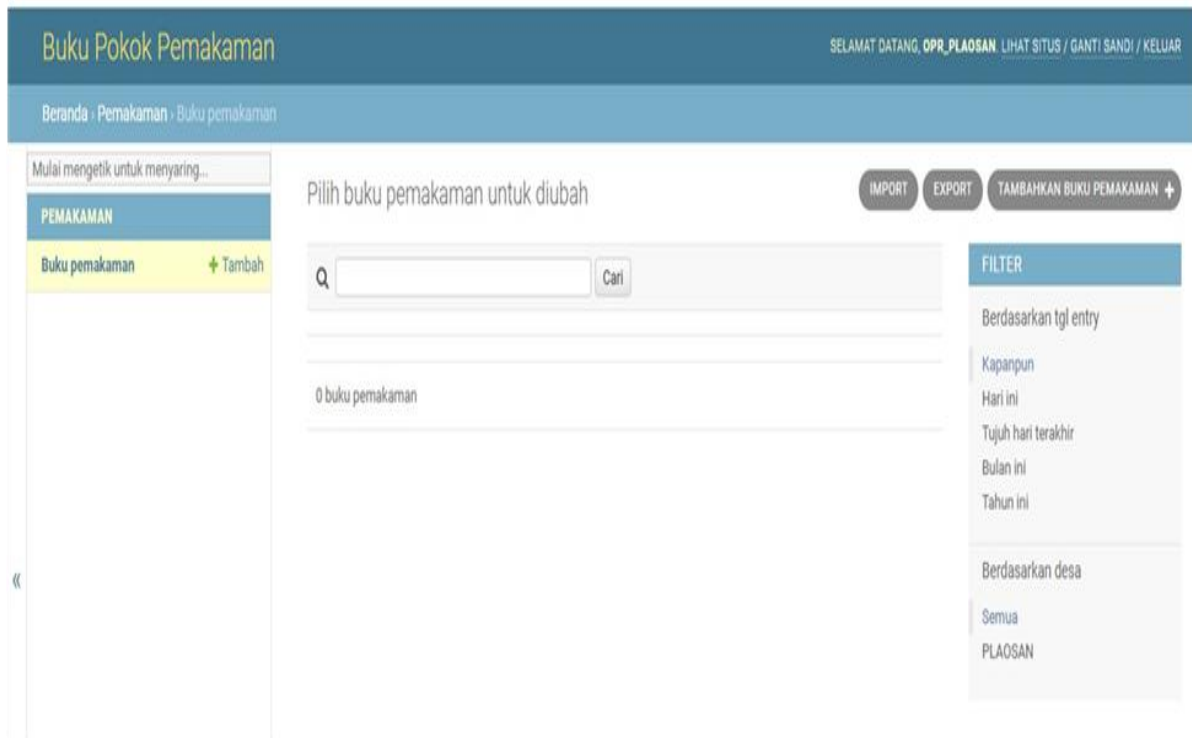 Buku Pokok Pemakaman
SELAMAT DATANG, OPR_PLAOSAN. LIHAT SITUS / GANTI SANDI / KELUAR
Beranda › Pemakaman › Buku pemakaman
Mulai mengetik untuk menyaring...
PEMAKAMAN
Buku pemakaman + Tambah
«
Pilih buku pemakaman untuk diubah
IMPORT EXPORT TAMBAHKAN BUKU PEMAKAMAN +
Cari
0 buku pemakaman
FILTER
Berdasarkan tgl entry
Kapanpun
Hari ini
Tujuh hari terakhir
Bulan ini
Tahun ini
Berdasarkan desa
Semua
PLAOSAN